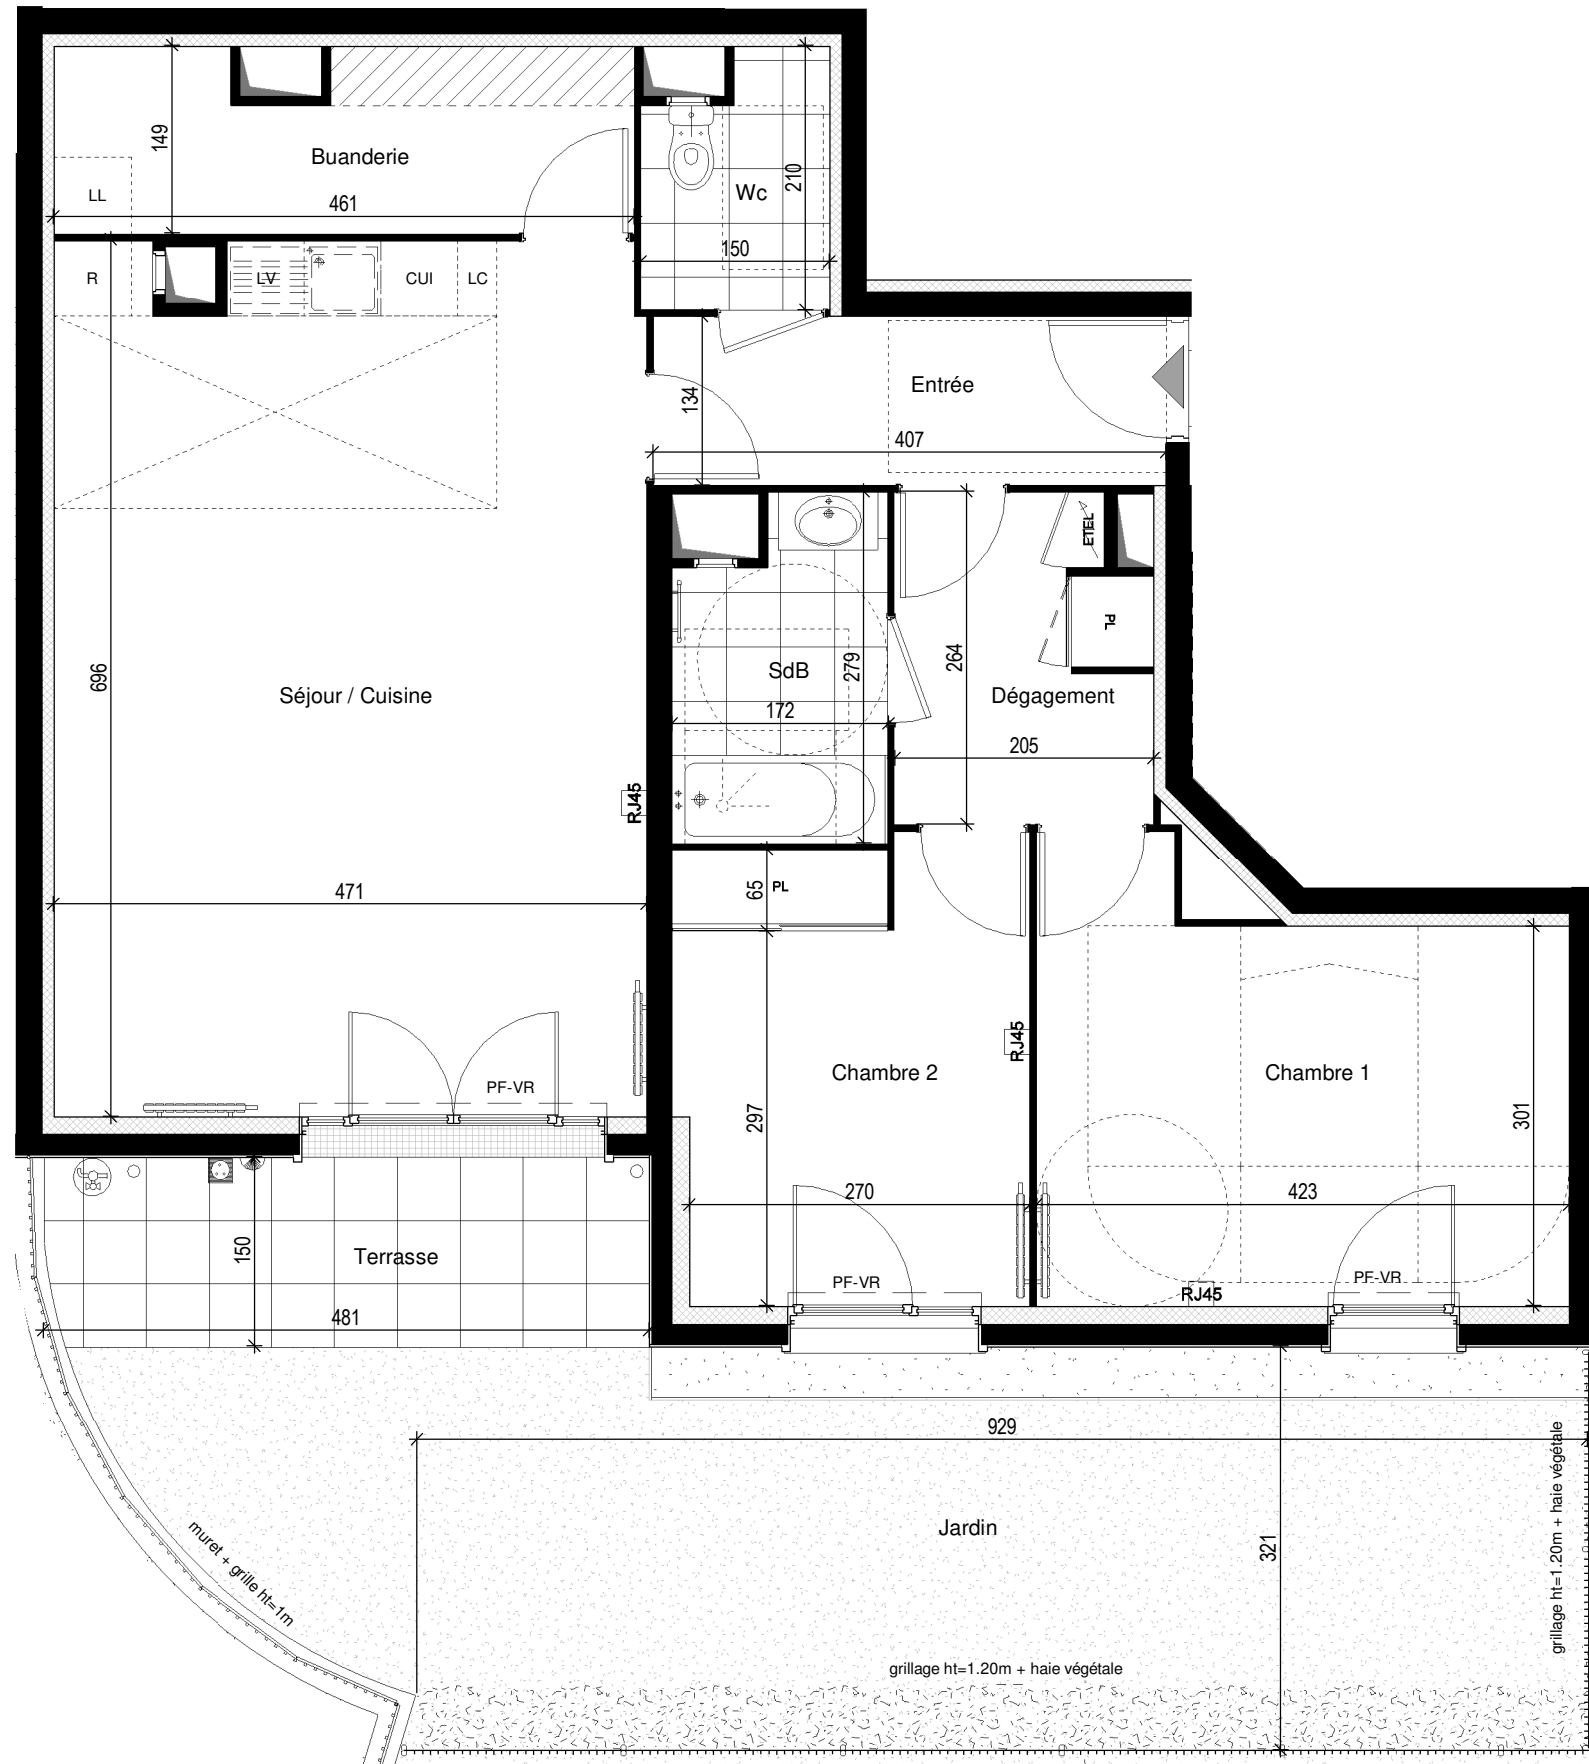 149
Buanderie
LL
461
Wc
210
150
R
LV
CUI
LC
134
Entrée
407
ETEL
PL
696
Séjour / Cuisine
SdB
279
172
264
Dégagement
205
RJ45
471
65
PL
PF-VR
RJ45
Chambre 2
Chambre 1
297
301
270
423
PF-VR
PF-VR
RJ45
150
Terrasse
481
929
Jardin
321
muret + grille ht=1m
grillage ht=1.20m + haie végétale
grillage ht=1.20m + haie végétale